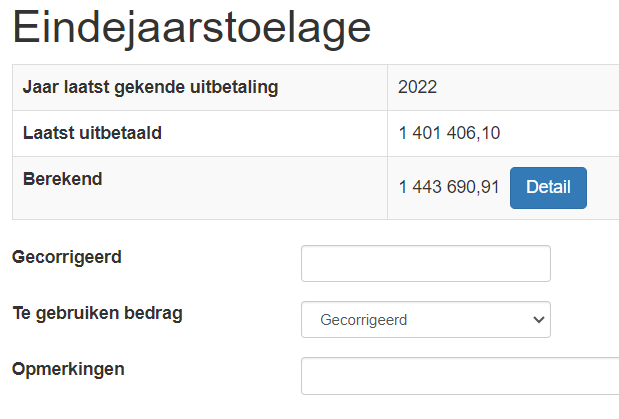 Eindejaarstoelage
Jaar laatst gekende uitbetaling 2022
Laatst uitbetaald 1 401 406,10
Berekend 1 443 690,91 Detail
Gecorrigeerd
Te gebruiken bedrag Gecorrigeerd
Opmerkingen